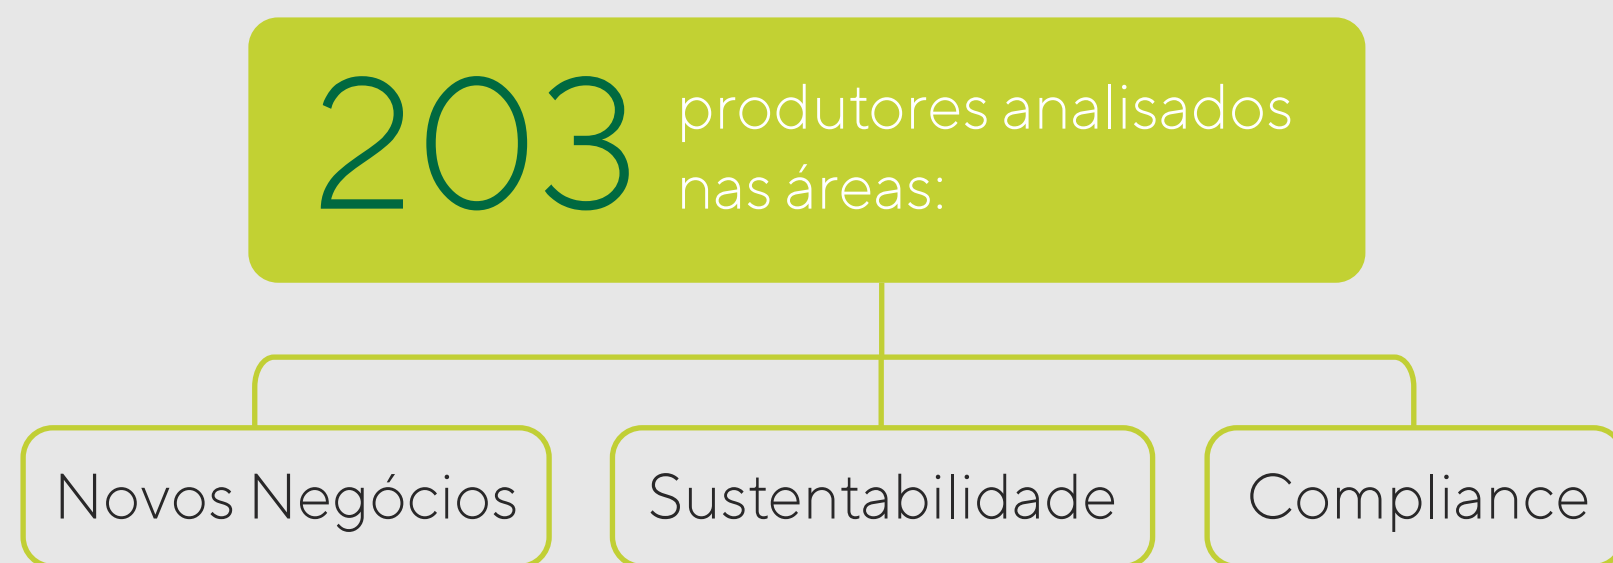 203
produtores analisados
nas áreas:
Novos Negócios
Sustentabilidade
Compliance